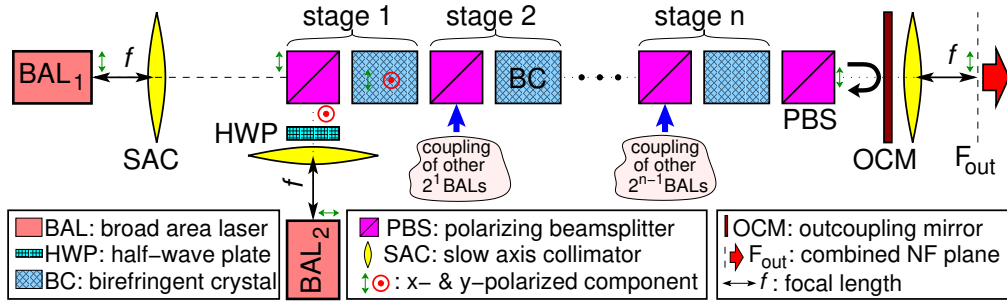 stage 1
stage 2
stage n
BAL1
f
SAC
HWP
f
BAL2
BC
PBS
OCM
f
Fout
coupling
of other
2^1 BALs
coupling
of other
2^n−1 BALs
BAL: broad area laser
HWP: half−wave plate
BC: birefringent crystal
PBS: polarizing beamsplitter
SAC: slow axis collimator
: x− & y−polarized component
OCM: outcoupling mirror
Fout: combined NF plane
f : focal length